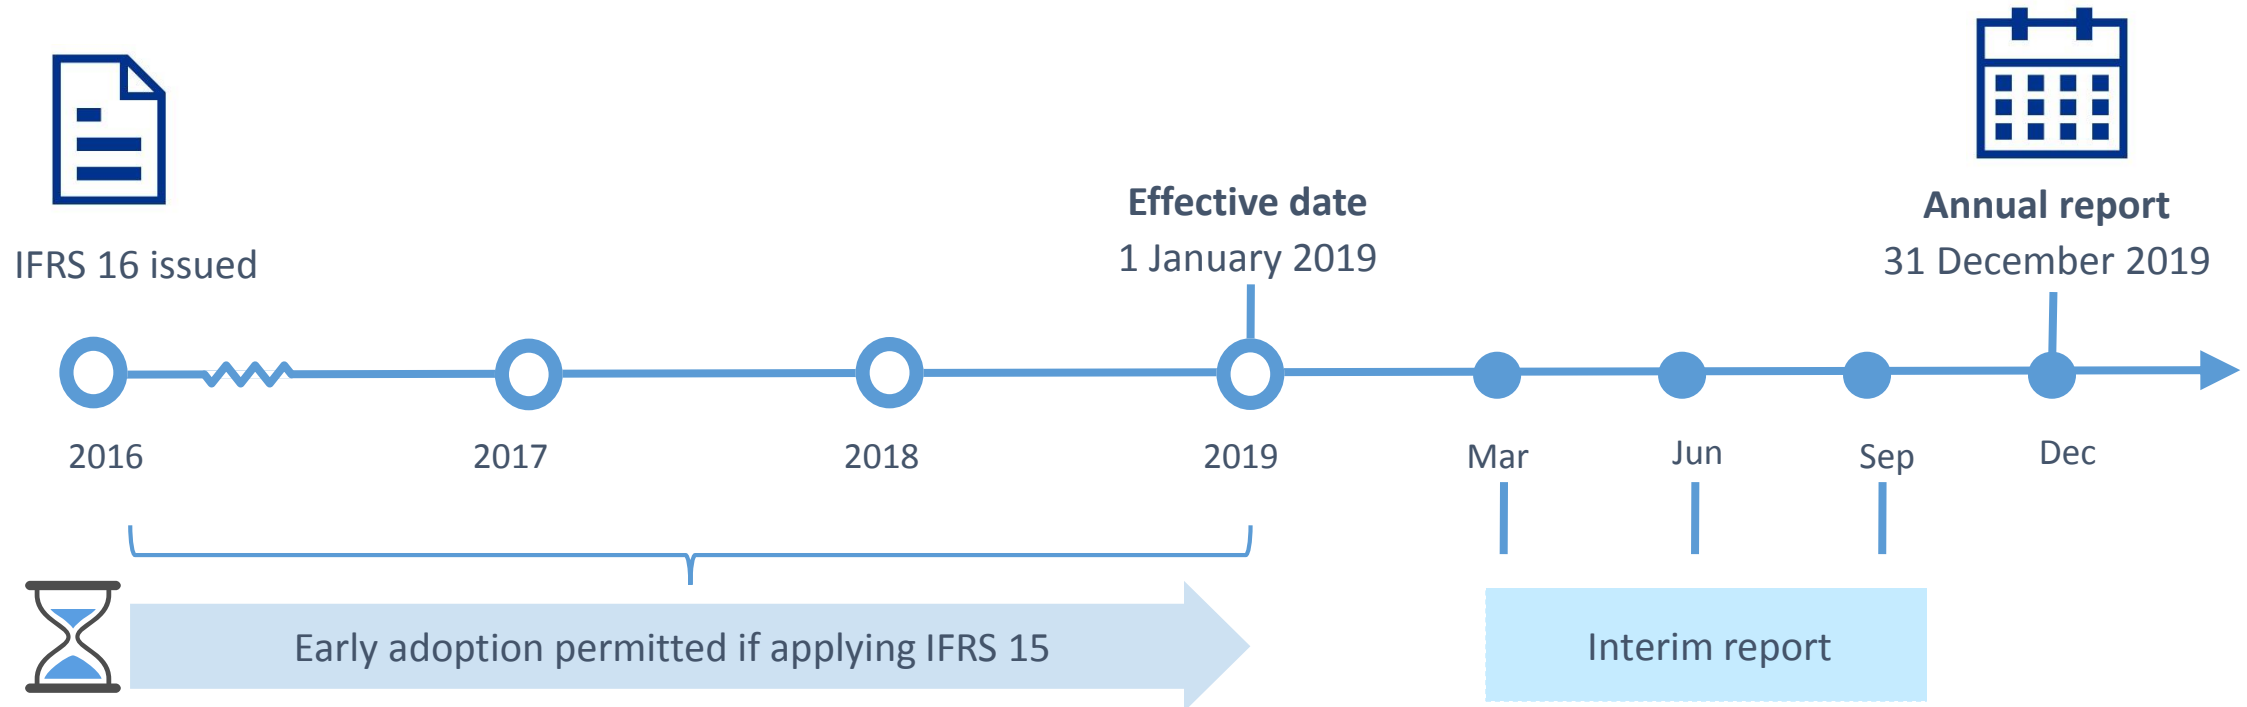 IFRS 16 issued
Effective date
1 January 2019
Annual report
31 December 2019
2016
2017
2018
2019
Mar
Jun
Sep
Dec
Early adoption permitted if applying IFRS 15
Interim report